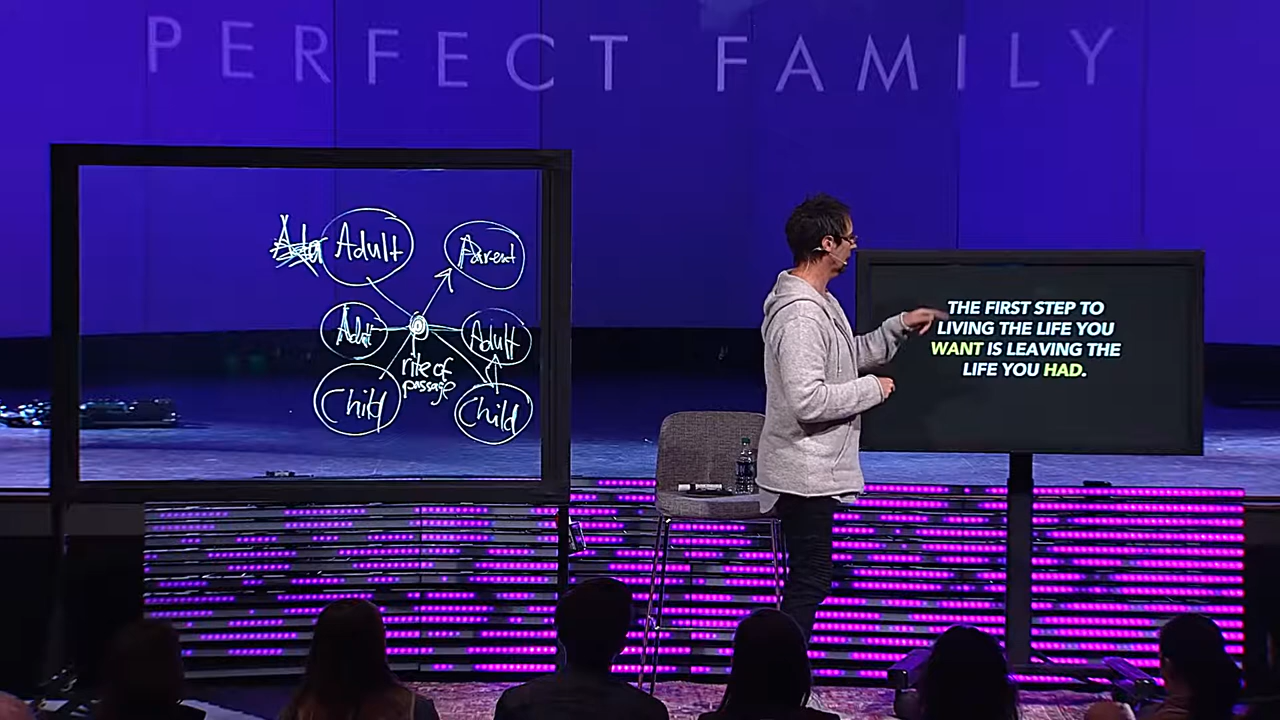 PERFECT FAMILY
Adult Parent
Adult Adult
rite of
passage
Child Child
THE FIRST STEP TO
LIVING THE LIFE YOU
WANT IS LEAVING THE
LIFE YOU HAD.